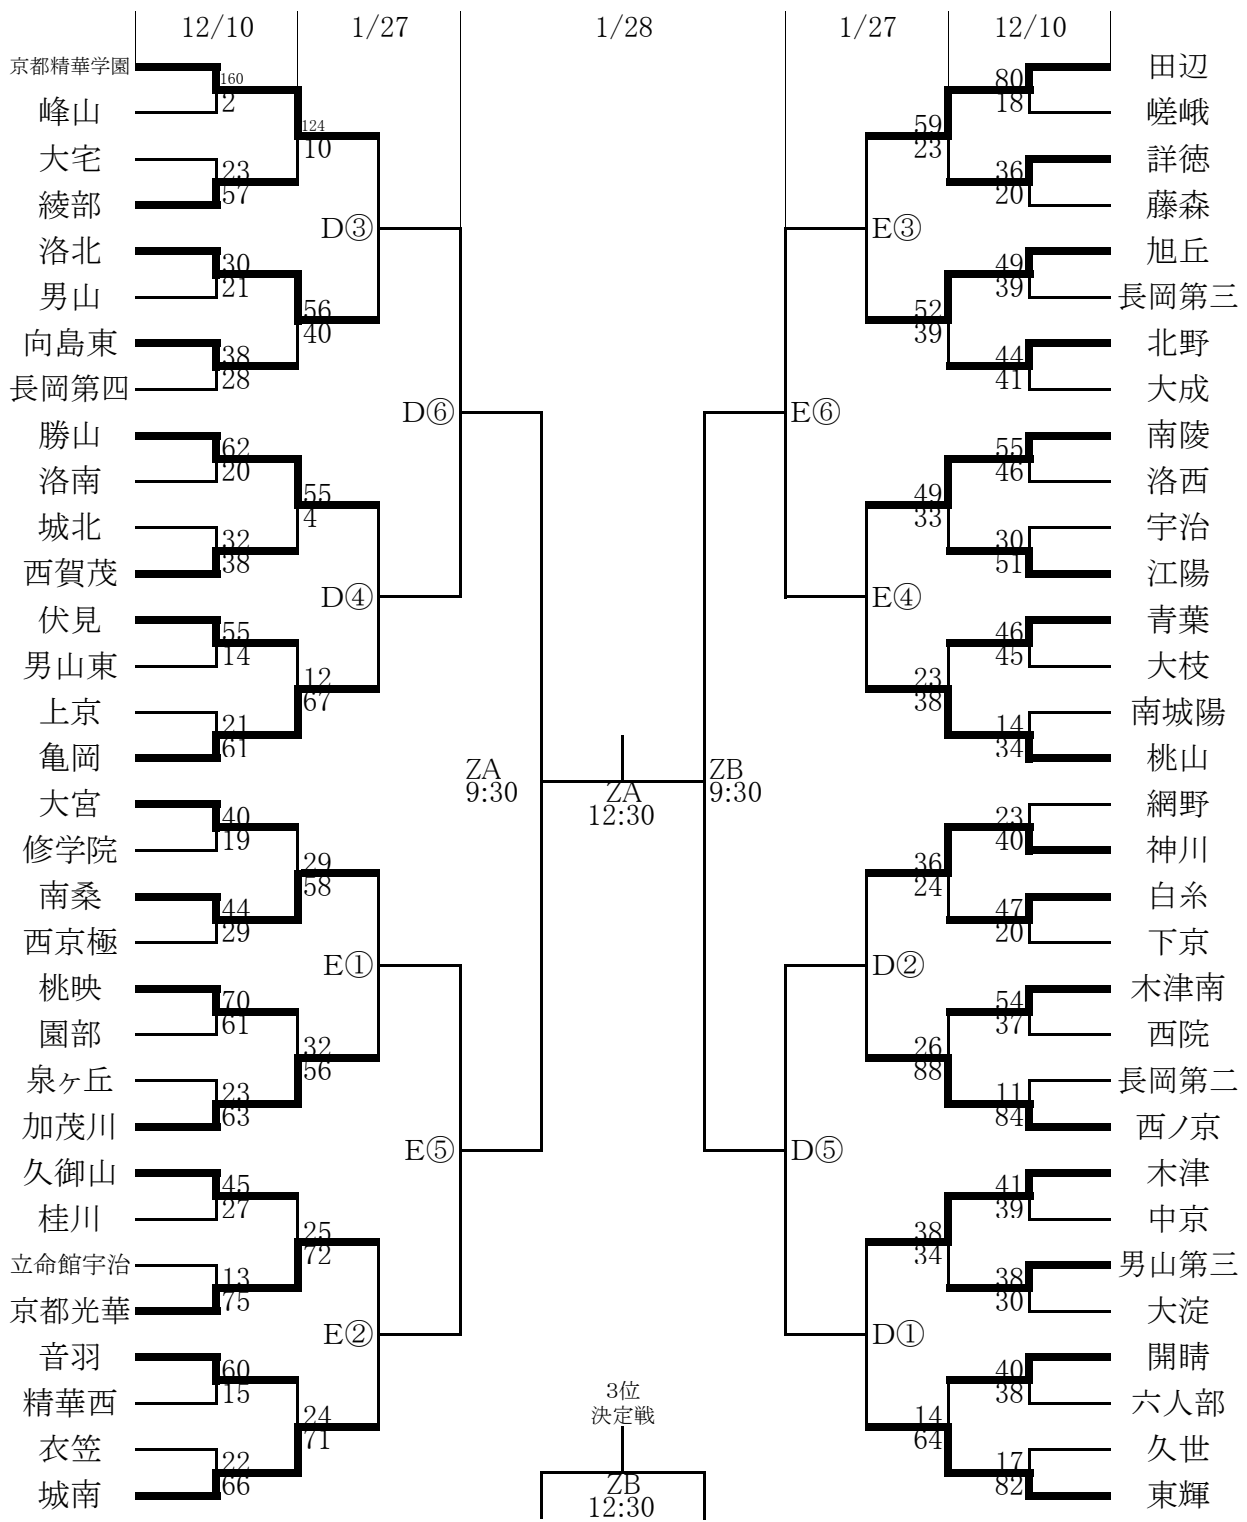 12/10 1/27 1/28 1/27 12/10
京都精華学園 160 80 田辺
峰山 2 18 嵯峨
124 10 59 23
大宅 23 36 詳徳
綾部 57 20 藤森
D③ E③
洛北 30 49 旭丘
男山 21 39 長岡第三
56 40 52 39
向島東 38 44 北野
長岡第四 28 41 大成
D⑥ E⑥
勝山 62 55 南陵
洛南 20 46 洛西
55 4 49 33
城北 32 30 宇治
西賀茂 38 51 江陽
D④ E④
伏見 55 46 青葉
男山東 14 45 大枝
12 67 23 38
上京 21 14 南城陽
亀岡 61 34 桃山
ZA 9:30 ZA 12:30 ZB 9:30
大宮 40 23 網野
修学院 19 40 神川
29 58 36 24
南桑 44 47 白糸
西京極 29 20 下京
E① D②
桃映 70 54 木津南
園部 61 37 西院
32 56 26 88
泉ヶ丘 23 11 長岡第二
加茂川 63 84 西ノ京
E⑤ D⑤
久御山 45 41 木津
桂川 27 39 中京
25 72 38 34
立命館宇治 13 38 男山第三
京都光華 75 30 大淀
E② D①
音羽 60 40 開睛
精華西 15 38 六人部
24 71 14 64
衣笠 22 17 久世
城南 66 82 東輝
3位
決定戦
ZB
12:30